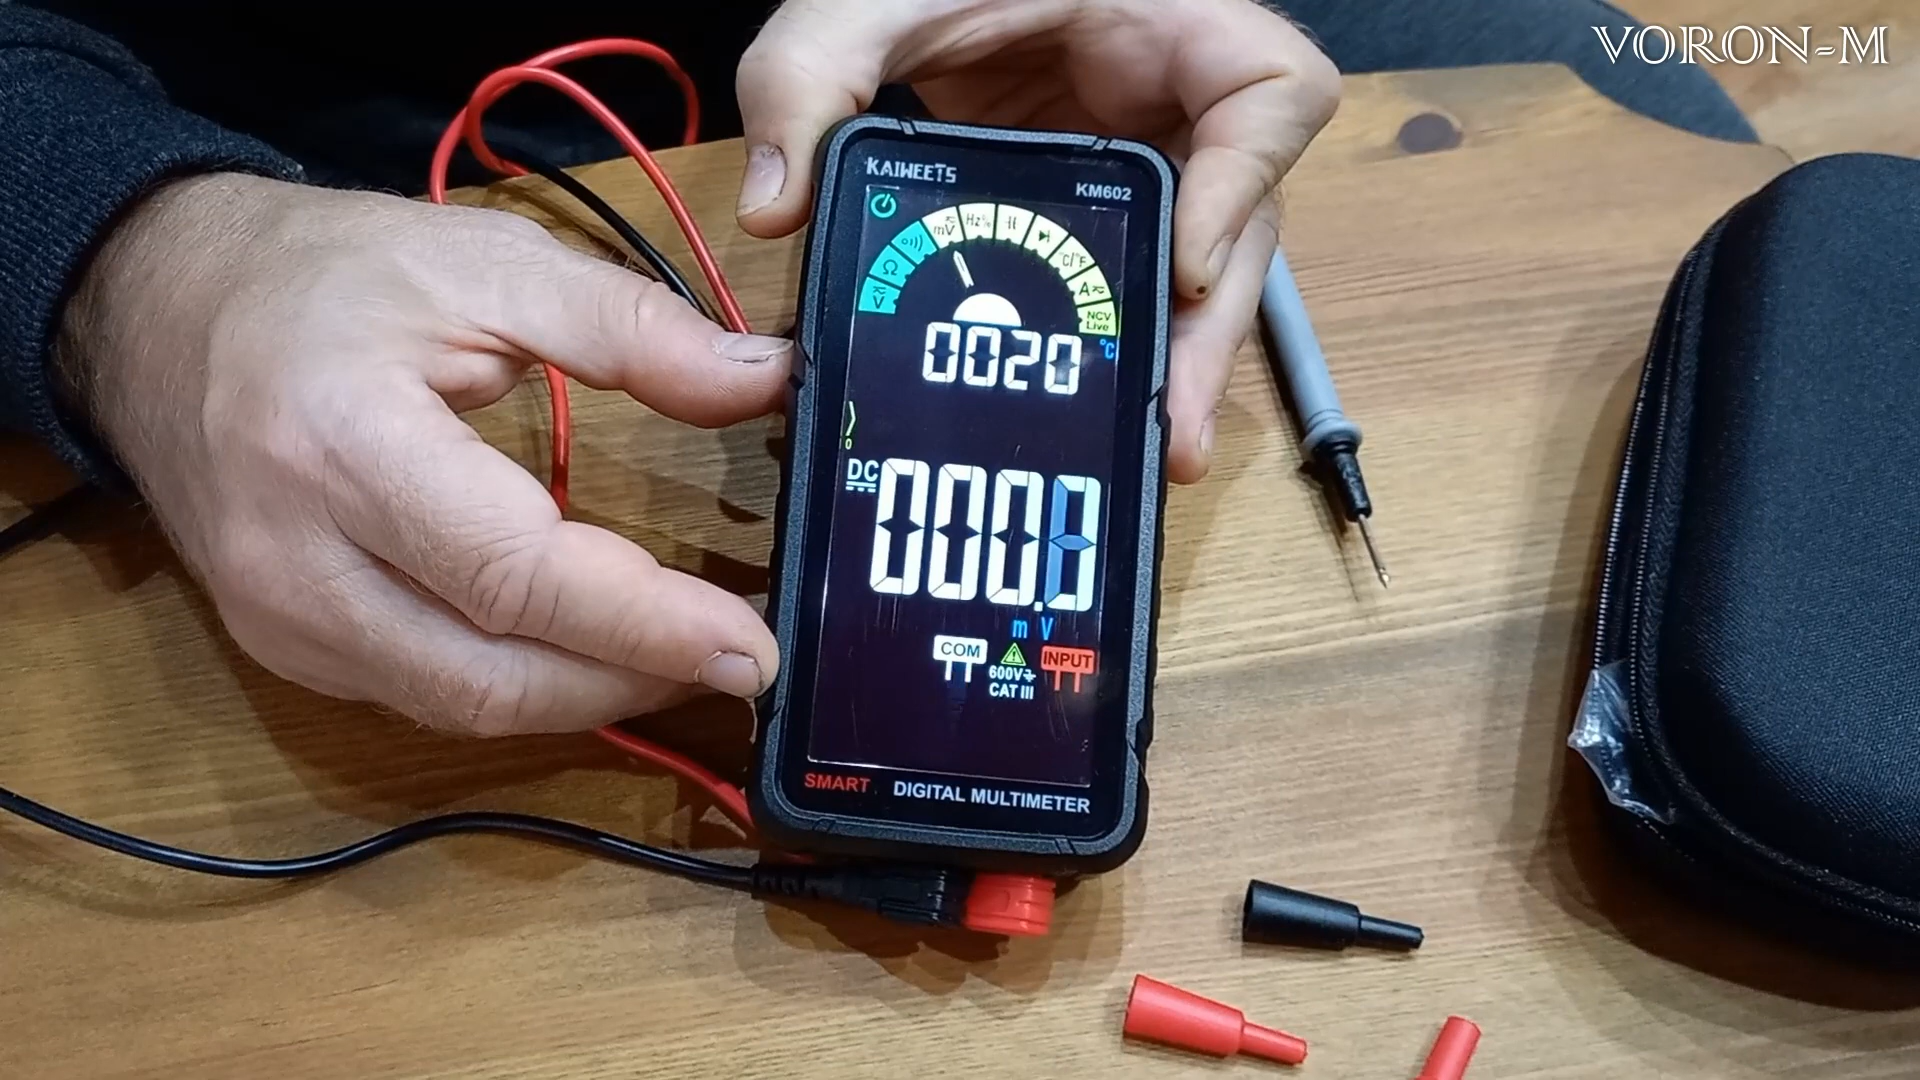 VORON-M
KAIWEETS
KM602
V Ω mV Hz% °C/°F A NCV Live
0020 °C
0
DC 000.0
m V
COM 600V CAT III INPUT
SMART DIGITAL MULTIMETER